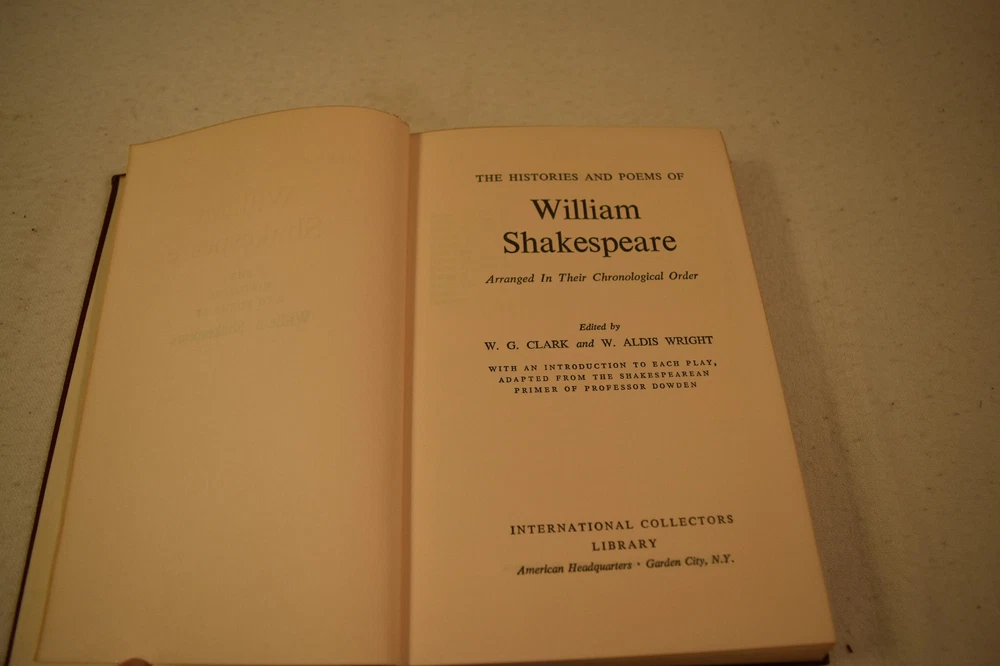 THE HISTORIES AND POEMS OF
William
Shakespeare
Arranged In Their Chronological Order
Edited by
W. G. CLARK and W. ALDIS WRIGHT
WITH AN INTRODUCTION TO EACH PLAY,
ADAPTED FROM THE SHAKESPEAREAN
PRIMER OF PROFESSOR DOWDEN
INTERNATIONAL COLLECTORS
LIBRARY
American Headquarters · Garden City, N.Y.